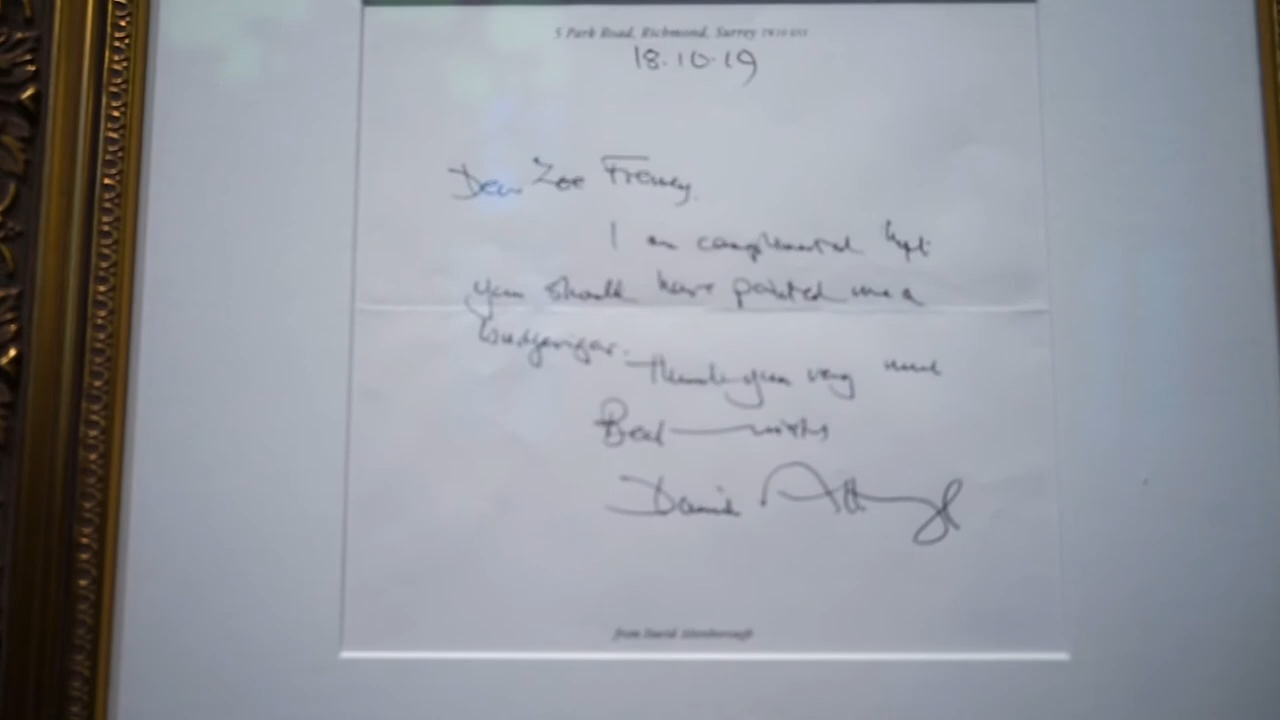 5 Park Road, Richmond, Surrey
18.10.19
Dear Zoe Freney,
I am complimented that
you should have painted me a
budgerigar.
Thank you very much
Best wishes
David Attenborough
from David Attenborough